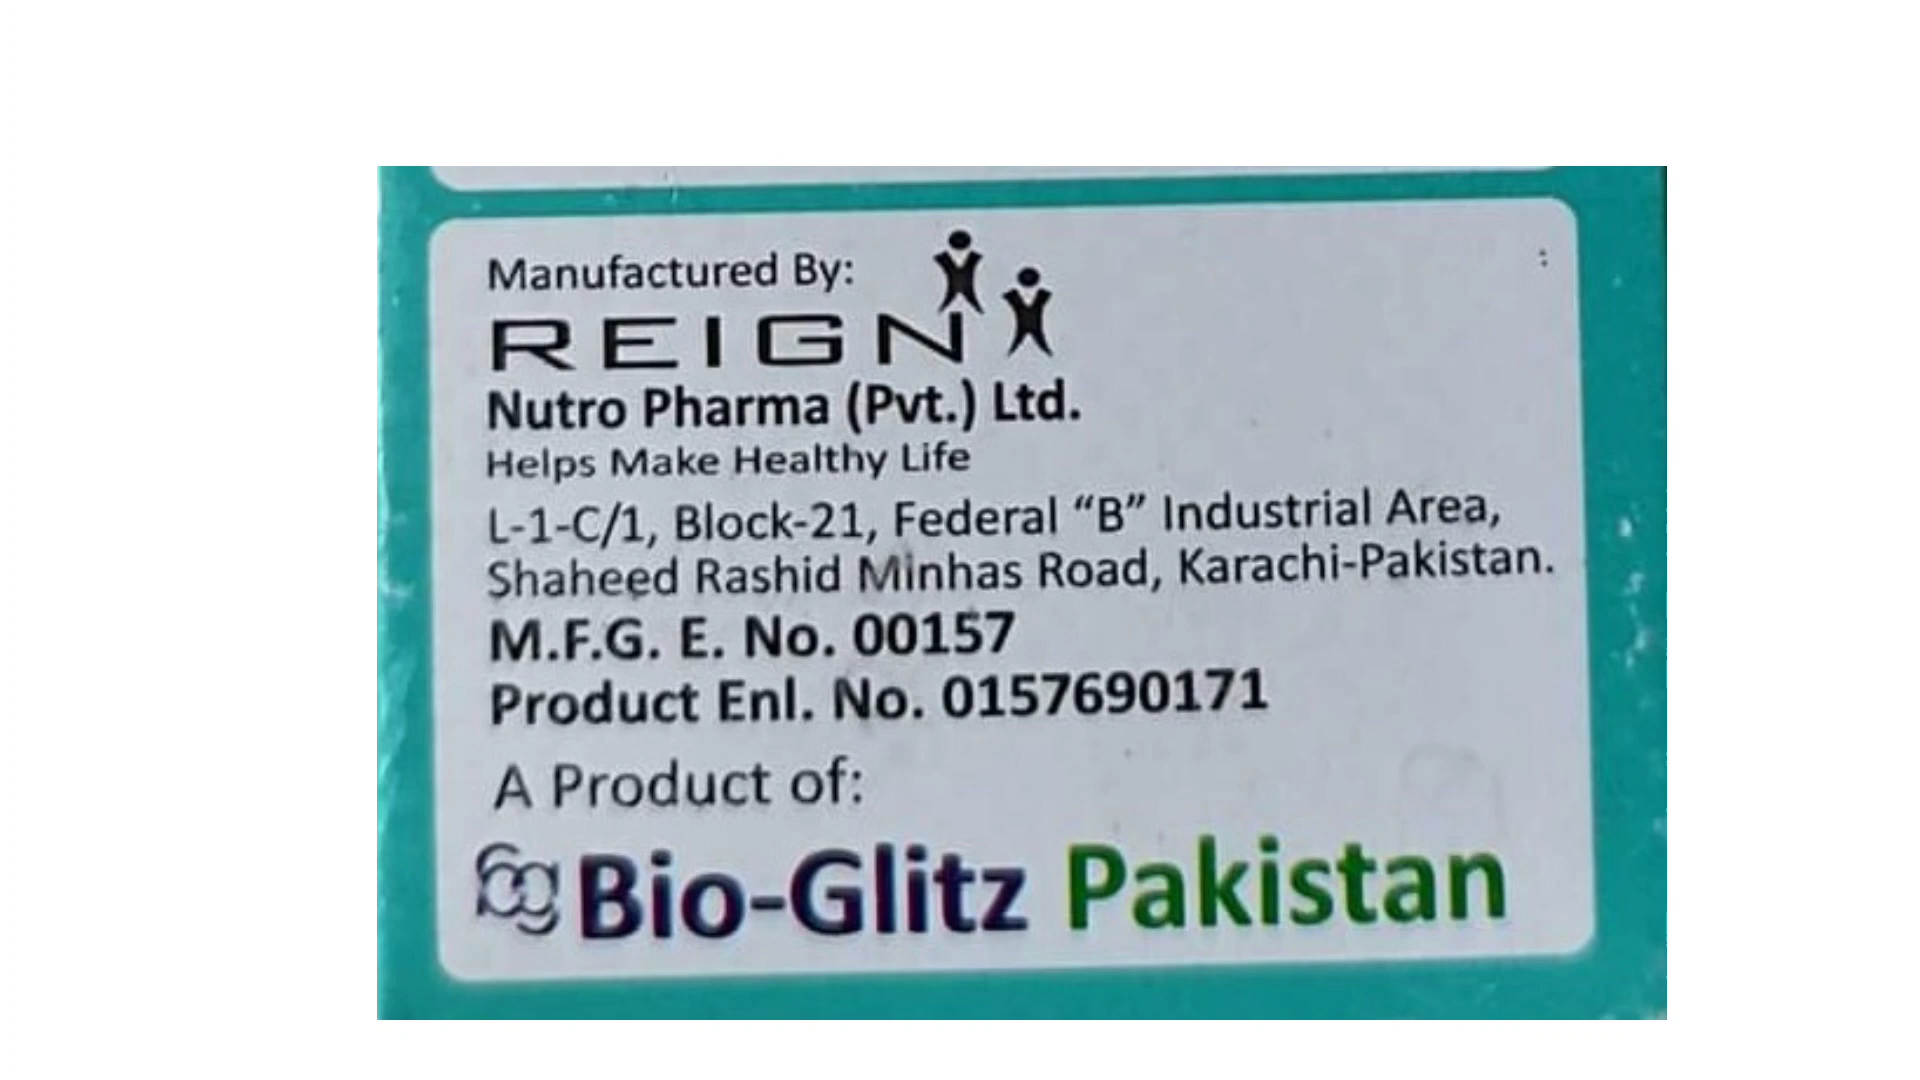 Manufactured By:
REIGN
Nutro Pharma (Pvt.) Ltd.
Helps Make Healthy Life
L-1-C/1, Block-21, Federal “B” Industrial Area,
Shaheed Rashid Minhas Road, Karachi-Pakistan.
M.F.G. E. No. 00157
Product Enl. No. 0157690171
A Product of:
bg Bio-Glitz Pakistan